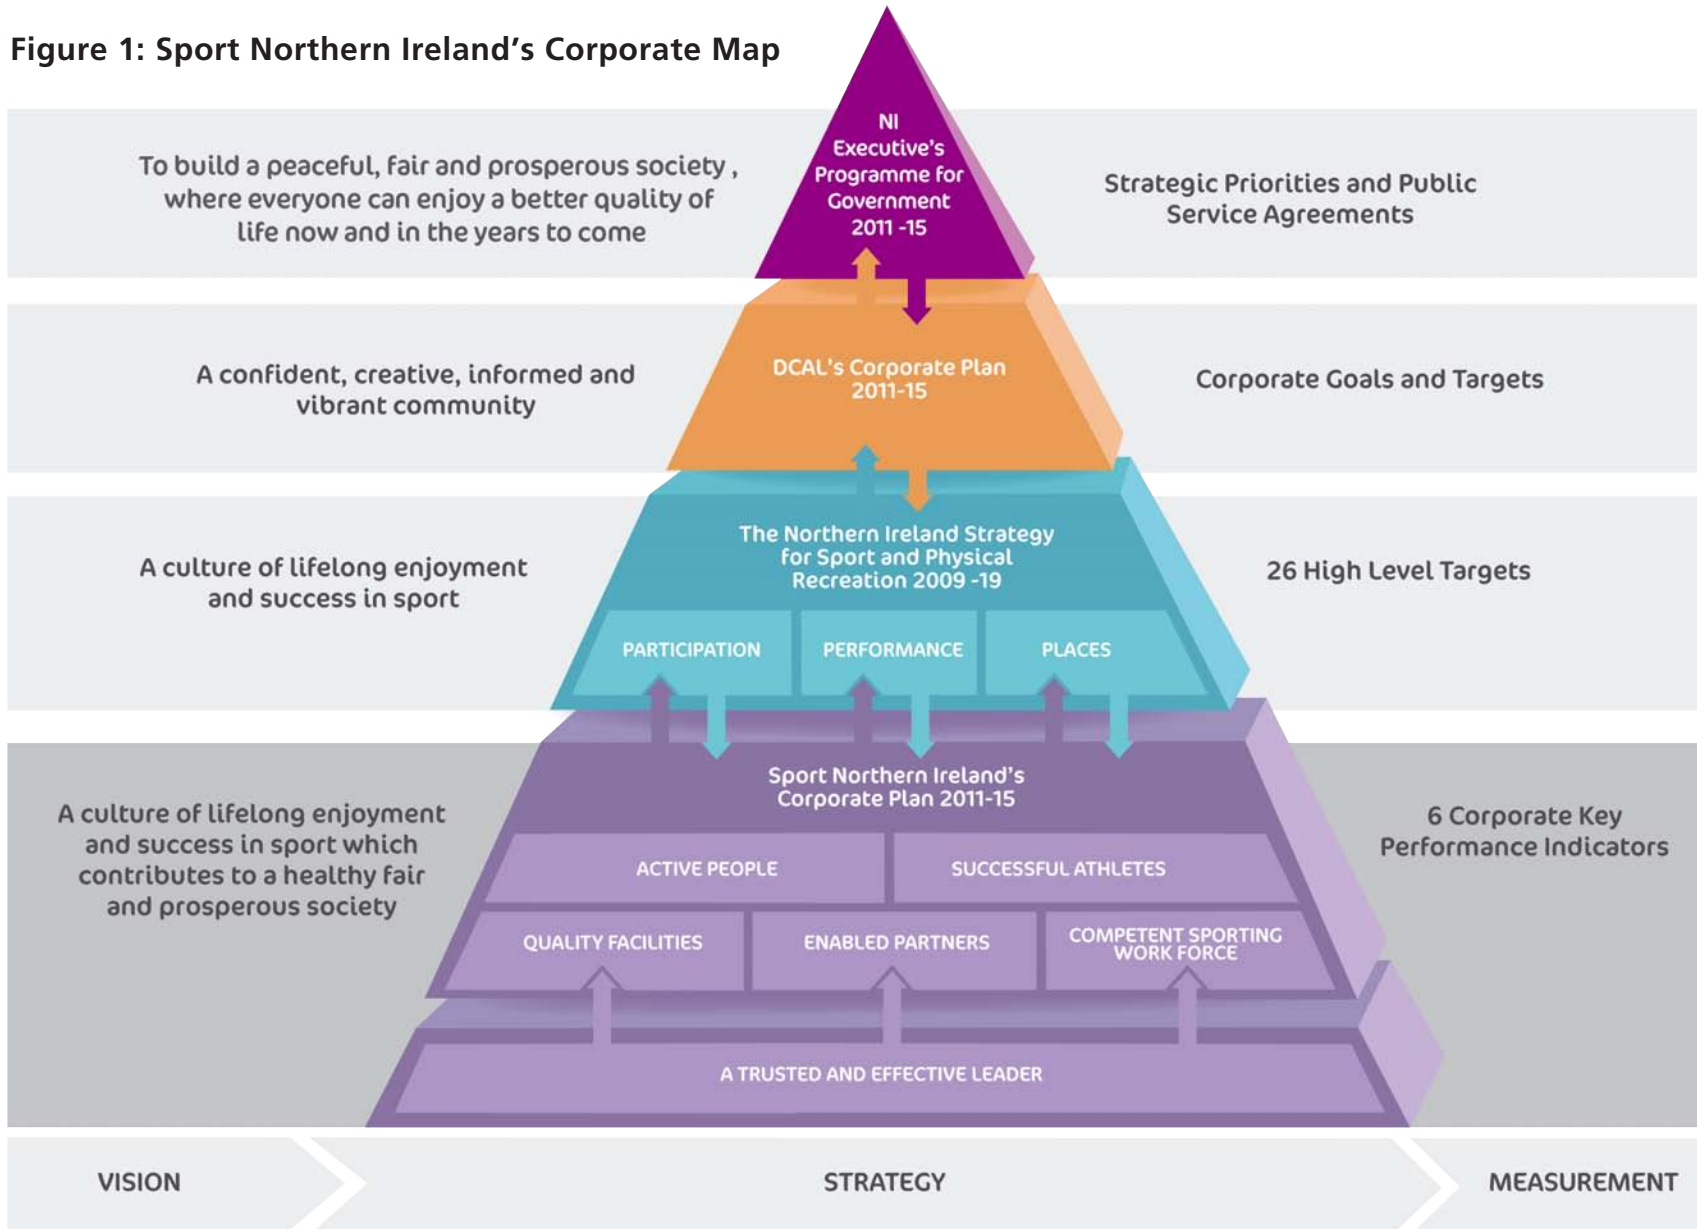 Figure 1: Sport Northern Ireland's Corporate Map
To build a peaceful, fair and prosperous society ,
where everyone can enjoy a better quality of
life now and in the years to come
NI
Executive's
Programme for
Government
2011 -15
Strategic Priorities and Public
Service Agreements
A confident, creative, informed and
vibrant community
DCAL's Corporate Plan
2011-15
Corporate Goals and Targets
A culture of lifelong enjoyment
and success in sport
The Northern Ireland Strategy
for Sport and Physical
Recreation 2009 -19
26 High Level Targets
PARTICIPATION
PERFORMANCE
PLACES
A culture of lifelong enjoyment
and success in sport which
contributes to a healthy fair
and prosperous society
Sport Northern Ireland's
Corporate Plan 2011-15
6 Corporate Key
Performance Indicators
ACTIVE PEOPLE
SUCCESSFUL ATHLETES
QUALITY FACILITIES
ENABLED PARTNERS
COMPETENT SPORTING
WORK FORCE
A TRUSTED AND EFFECTIVE LEADER
VISION
STRATEGY
MEASUREMENT